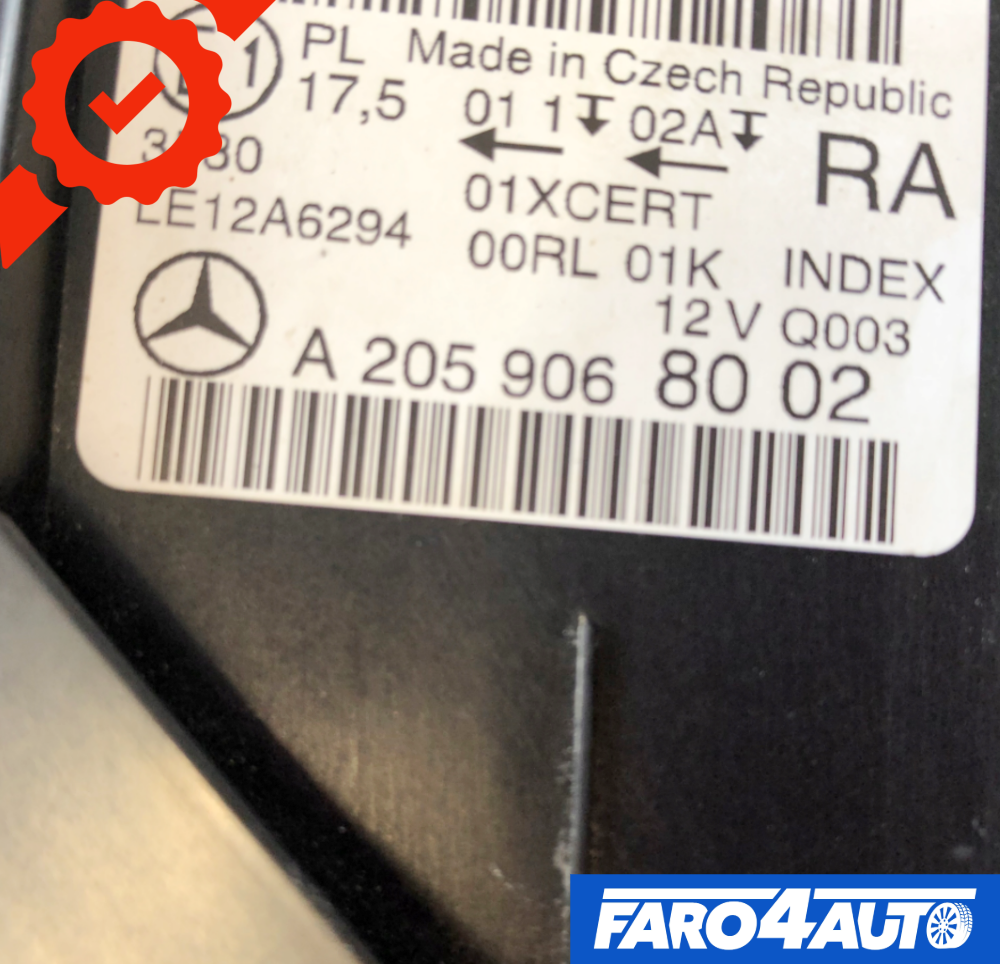 1 PL Made in Czech Republic
17,5 01 1 02A
RA
01XCERT
LE12A6294
00RL 01K INDEX
12 V Q003
A 205 906 80 02
FARO4AUTO